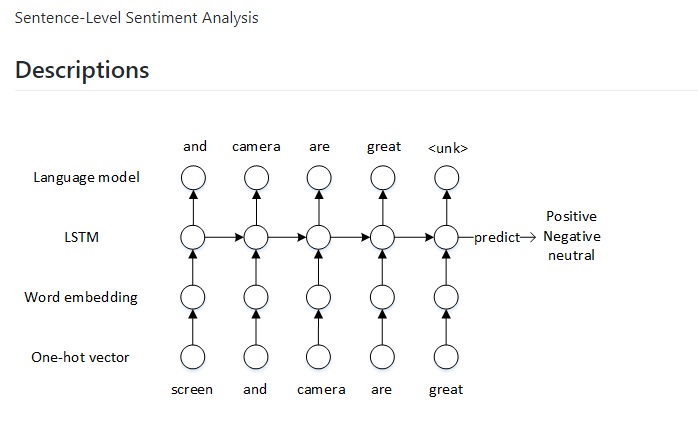 Sentence-Level Sentiment Analysis
Descriptions
and camera are great <unk>
Language model
LSTM
predict
Positive
Negative
neutral
Word embedding
One-hot vector
screen and camera are great